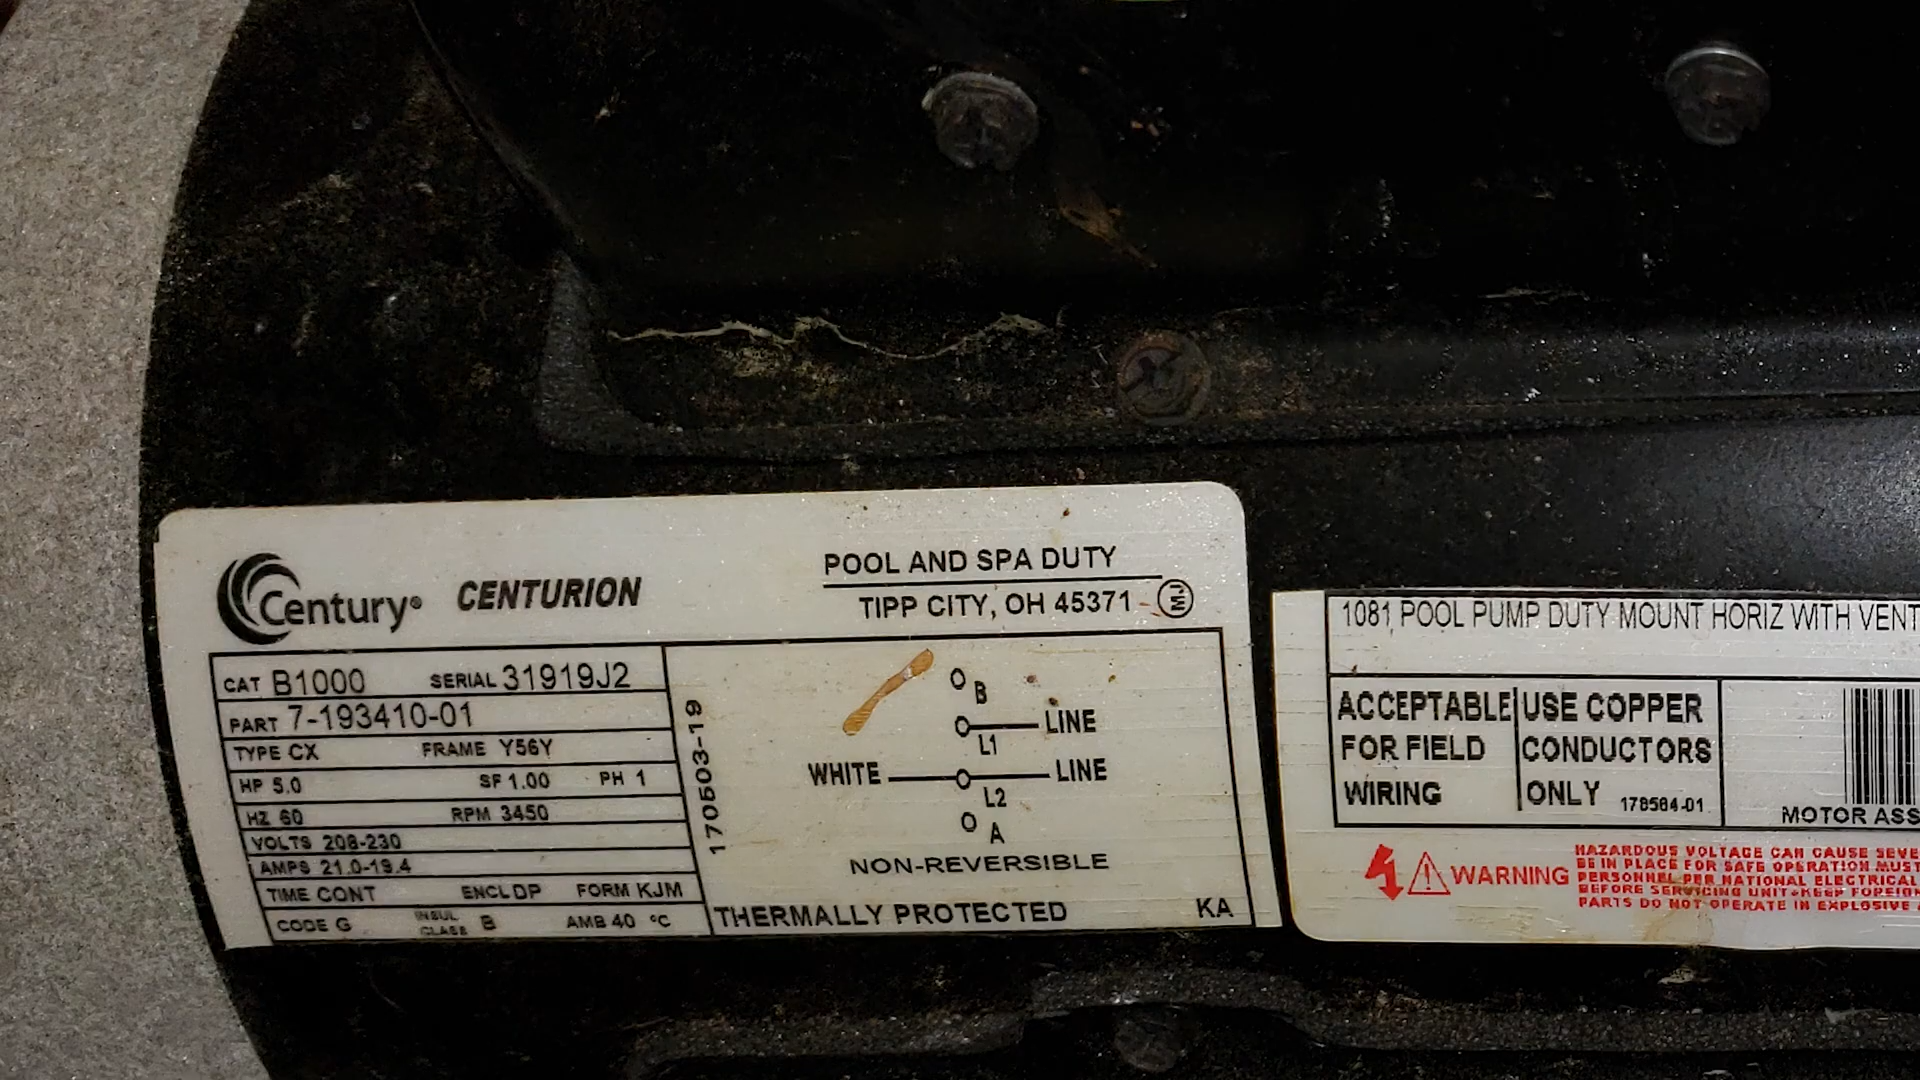 Century® CENTURION
POOL AND SPA DUTY
TIPP CITY, OH 45371
CAT B1000 SERIAL 31919J2
PART 7-193410-01
TYPE CX FRAME Y56Y
HP 5.0 SF 1.00 PH 1
HZ 60 RPM 3450
VOLTS 208-230
AMPS 21.0-19.4
TIME CONT ENCL DP FORM KJM
CODE G INSUL CLASS B AMB 40 °C
170503-19
B
LINE
L1
WHITE LINE
L2
A
NON-REVERSIBLE
THERMALLY PROTECTED KA
1081 POOL PUMP DUTY MOUNT HORIZ WITH VENT
ACCEPTABLE FOR FIELD WIRING
USE COPPER CONDUCTORS ONLY 178584-01
MOTOR ASS
WARNING
HAZARDOUS VOLTAGE CAN CAUSE SEVE
BE IN PLACE FOR SAFE OPERATION MUST
PERSONNEL PER NATIONAL ELECTRICAL
BEFORE SERVICING UNIT KEEP FOREIGN
PARTS DO NOT OPERATE IN EXPLOSIVE